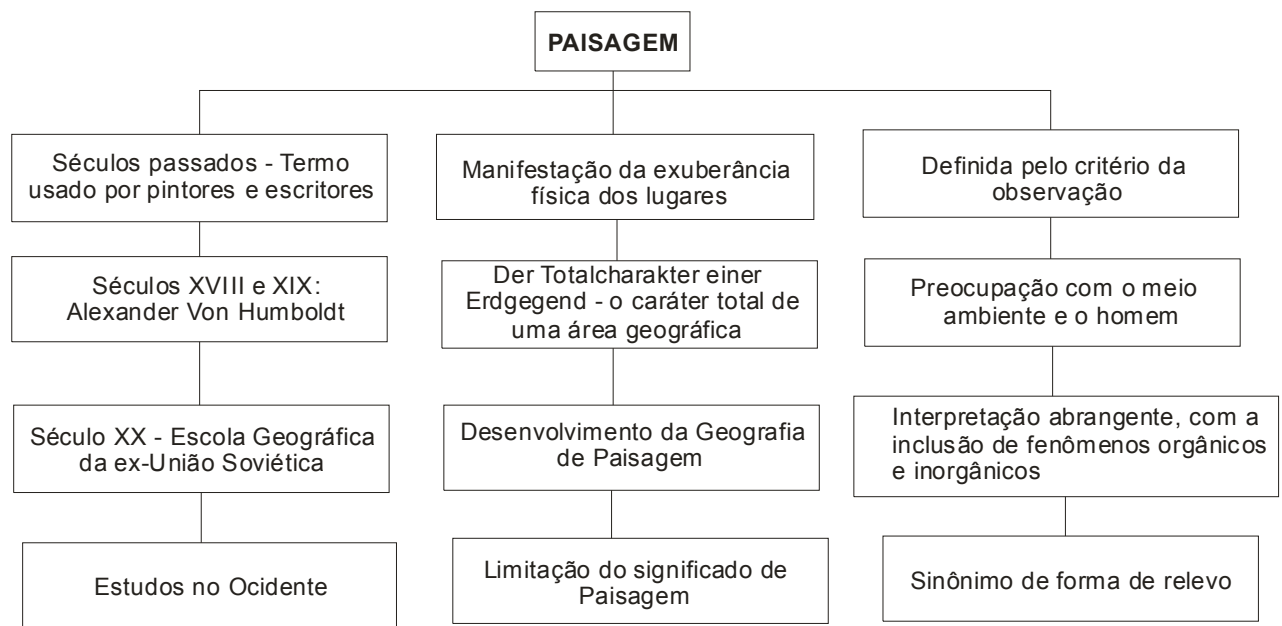 PAISAGEM
Séculos passados - Termo
usado por pintores e escritores
Manifestação da exuberância
física dos lugares
Definida pelo critério da
observação
Séculos XVIII e XIX:
Alexander Von Humboldt
Der Totalcharakter einer
Erdgegend - o caráter total de
uma área geográfica
Preocupação com o meio
ambiente e o homem
Século XX - Escola Geográfica
da ex-União Soviética
Desenvolvimento da Geografia
de Paisagem
Interpretação abrangente, com a
inclusão de fenômenos orgânicos
e inorgânicos
Estudos no Ocidente
Limitação do significado de
Paisagem
Sinônimo de forma de relevo